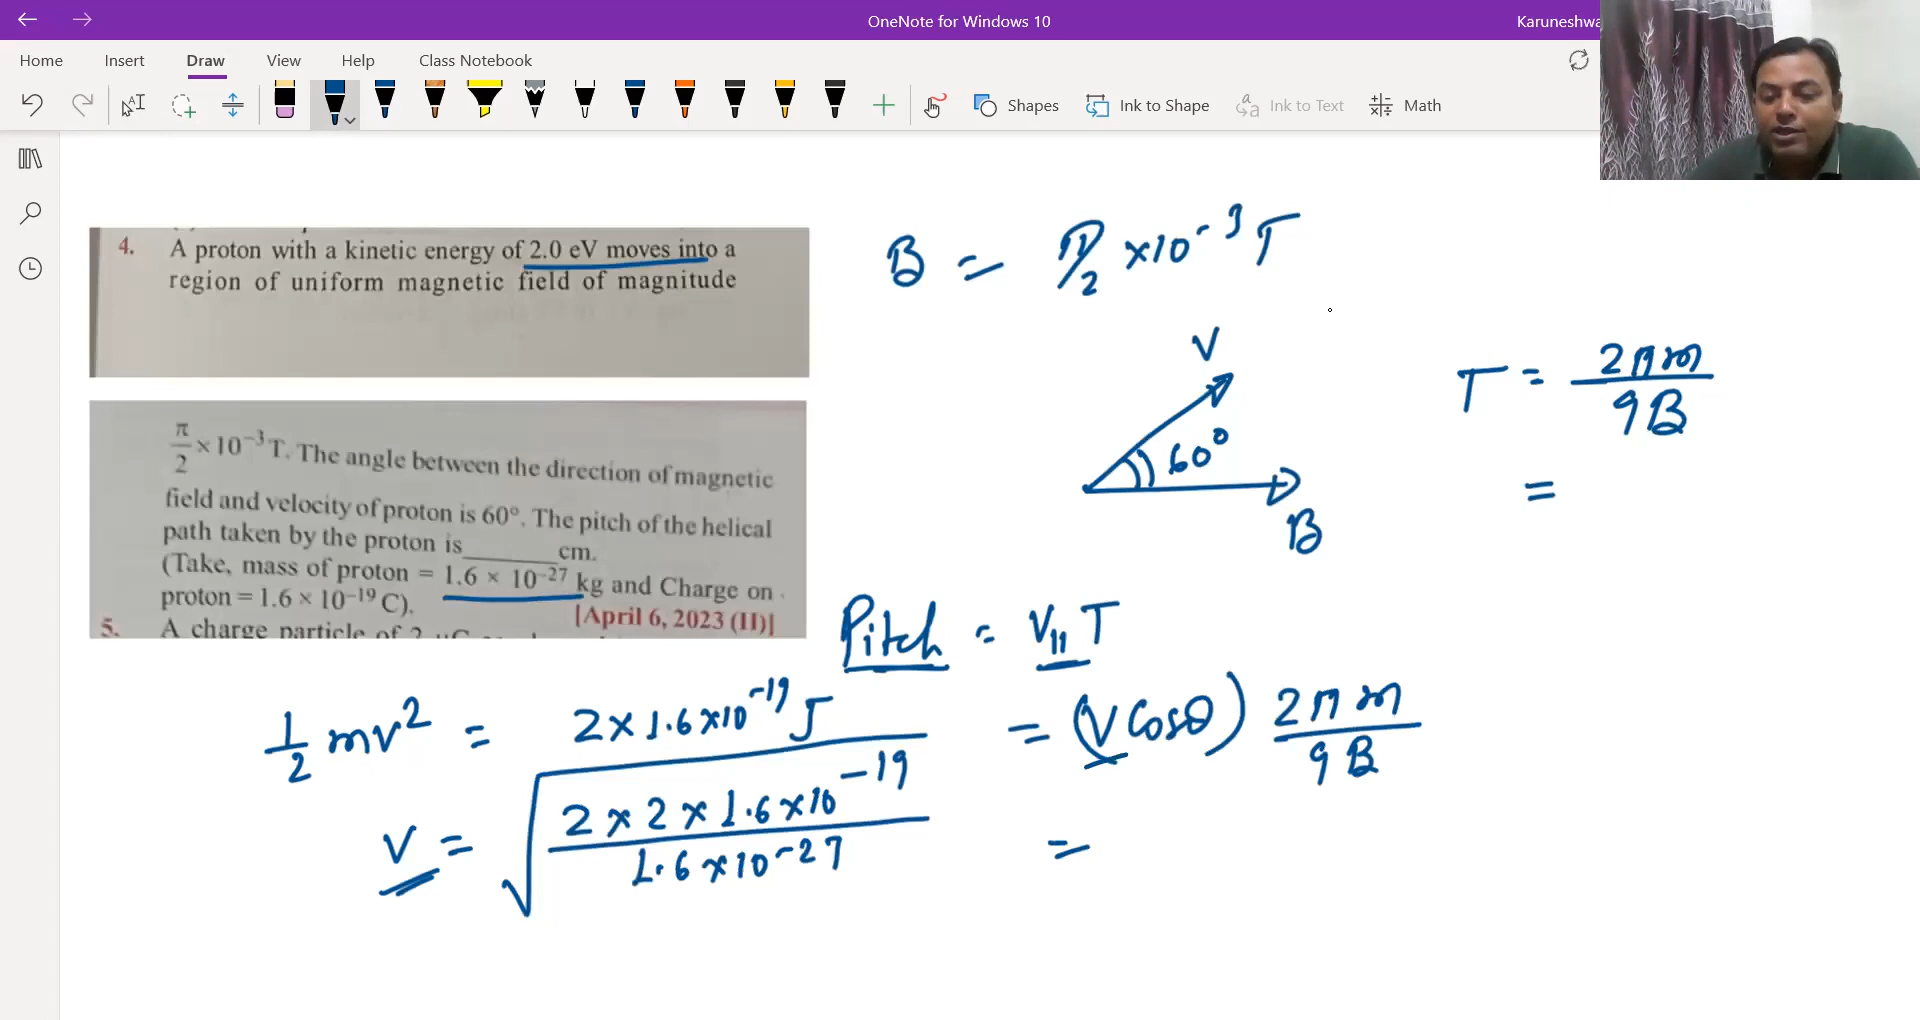 OneNote for Windows 10
Karuneshwa
Home Insert Draw View Help Class Notebook
Shapes Ink to Shape Ink to Text Math
4. A proton with a kinetic energy of 2.0 eV moves into a
region of uniform magnetic field of magnitude
π/2 × 10⁻³ T. The angle between the direction of magnetic
field and velocity of proton is 60°. The pitch of the helical
path taken by the proton is ______ cm.
(Take, mass of proton = 1.6 × 10⁻²⁷ kg and Charge on
proton = 1.6 × 10⁻¹⁹ C).
[April 6, 2023 (II)]
5. A charge particle of 2 μC
B = π/2 ×10⁻³ T
V
60°
B
T = 2πm/qB
=
Pitch = V₁₁ T
= (V Cosθ) 2πm/qB
=
1/2 mv² = 2×1.6×10⁻¹⁹ J
V = √(2×2×1.6×10⁻¹⁹/1.6×10⁻²⁷)